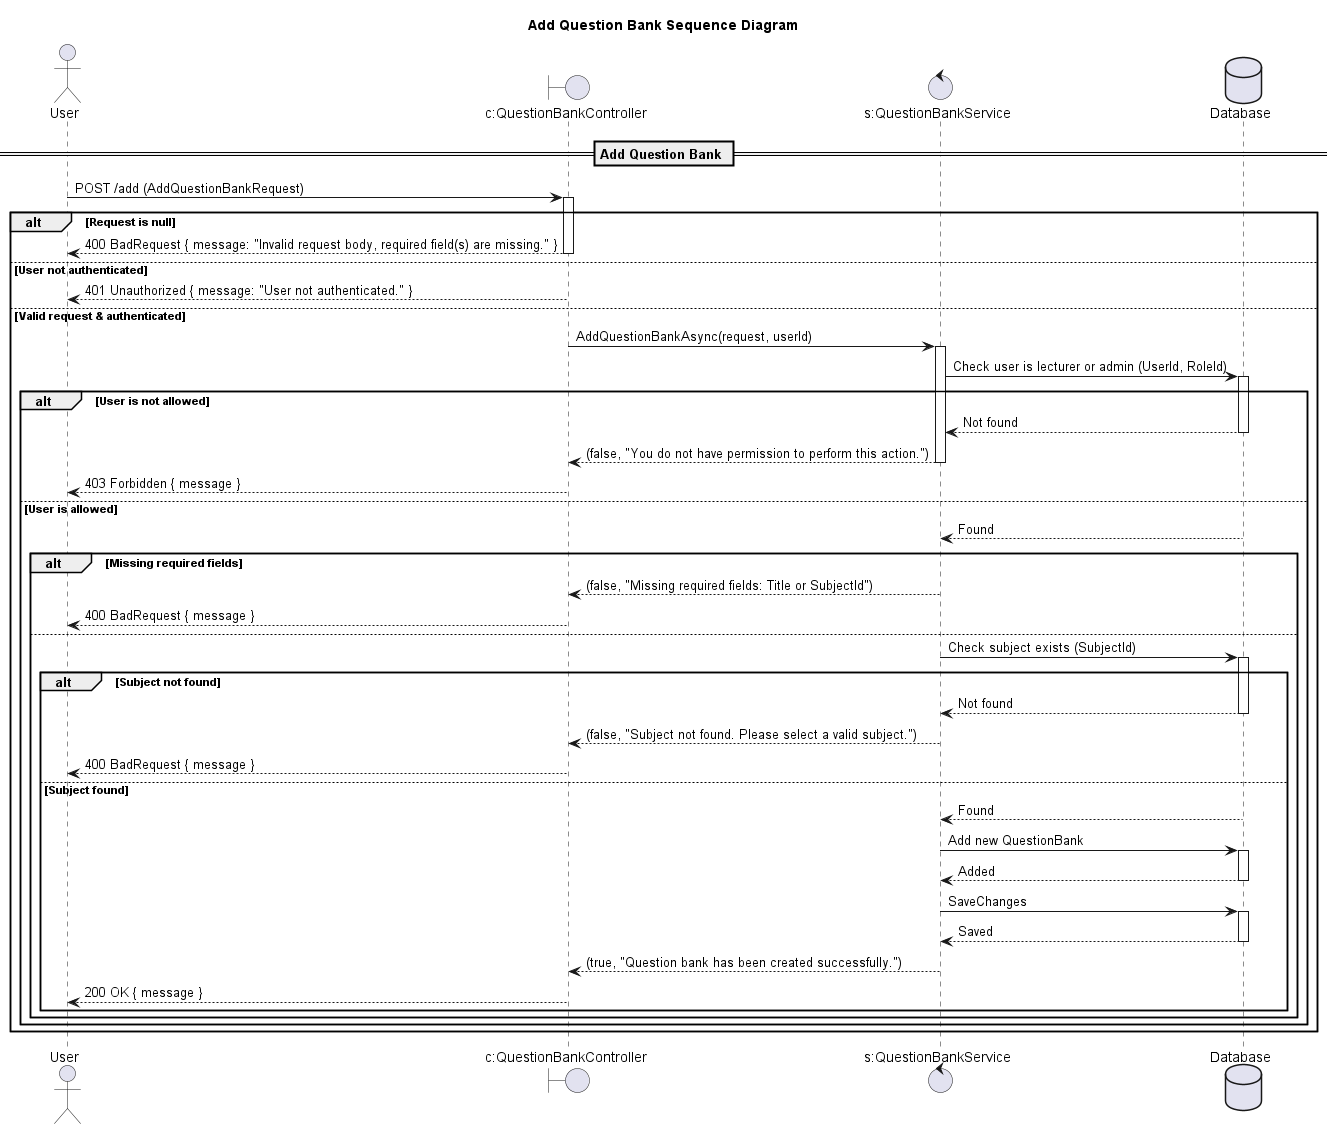 Add Question Bank Sequence Diagram
User
c:QuestionBankController
s:QuestionBankService
Database
Add Question Bank
POST /add (AddQuestionBankRequest)
alt [Request is null]
400 BadRequest { message: "Invalid request body, required field(s) are missing." }
[User not authenticated]
401 Unauthorized { message: "User not authenticated." }
[Valid request & authenticated]
AddQuestionBankAsync(request, userId)
Check user is lecturer or admin (UserId, RoleId)
alt [User is not allowed]
Not found
(false, "You do not have permission to perform this action.")
403 Forbidden { message }
[User is allowed]
Found
alt [Missing required fields]
(false, "Missing required fields: Title or SubjectId")
400 BadRequest { message }
Check subject exists (SubjectId)
alt [Subject not found]
Not found
(false, "Subject not found. Please select a valid subject.")
400 BadRequest { message }
[Subject found]
Found
Add new QuestionBank
Added
SaveChanges
Saved
(true, "Question bank has been created successfully.")
200 OK { message }
User
c:QuestionBankController
s:QuestionBankService
Database